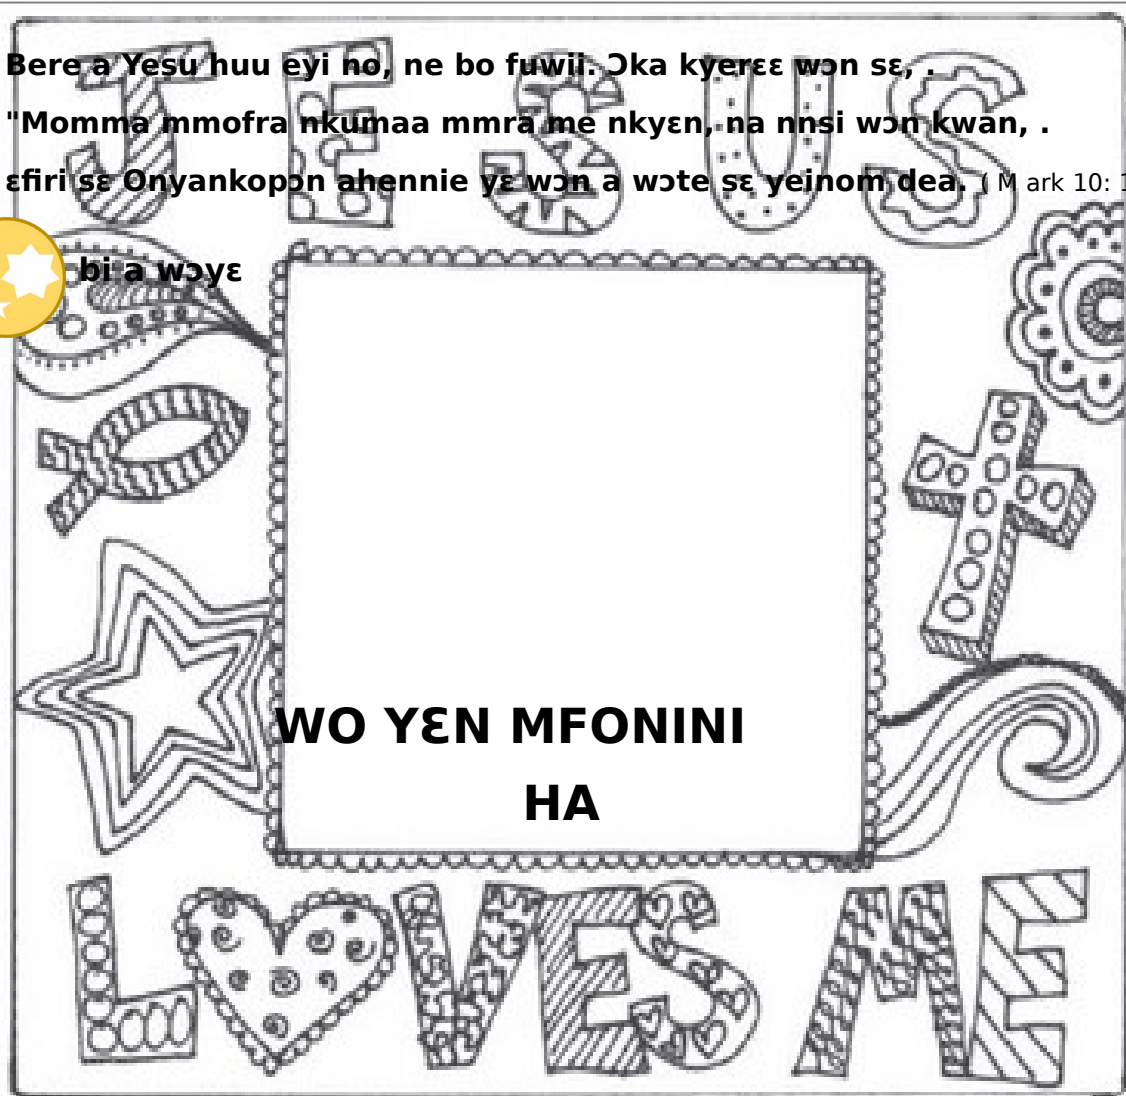 JESUS
Bere a Yesu huu eyi no, ne bo fuwii. Ɔka kyerɛɛ wɔn sɛ, .
"Momma mmofra nkumaa mmra me nkyɛn, na nnsi wɔn kwan, .
ɛfiri sɛ Onyankopɔn ahennie yɛ wɔn a wɔte sɛ yeinom dea. ( M ark 10: 1
bi a wɔyɛ
WO YƐN MFONINI
HA
LOVES ME